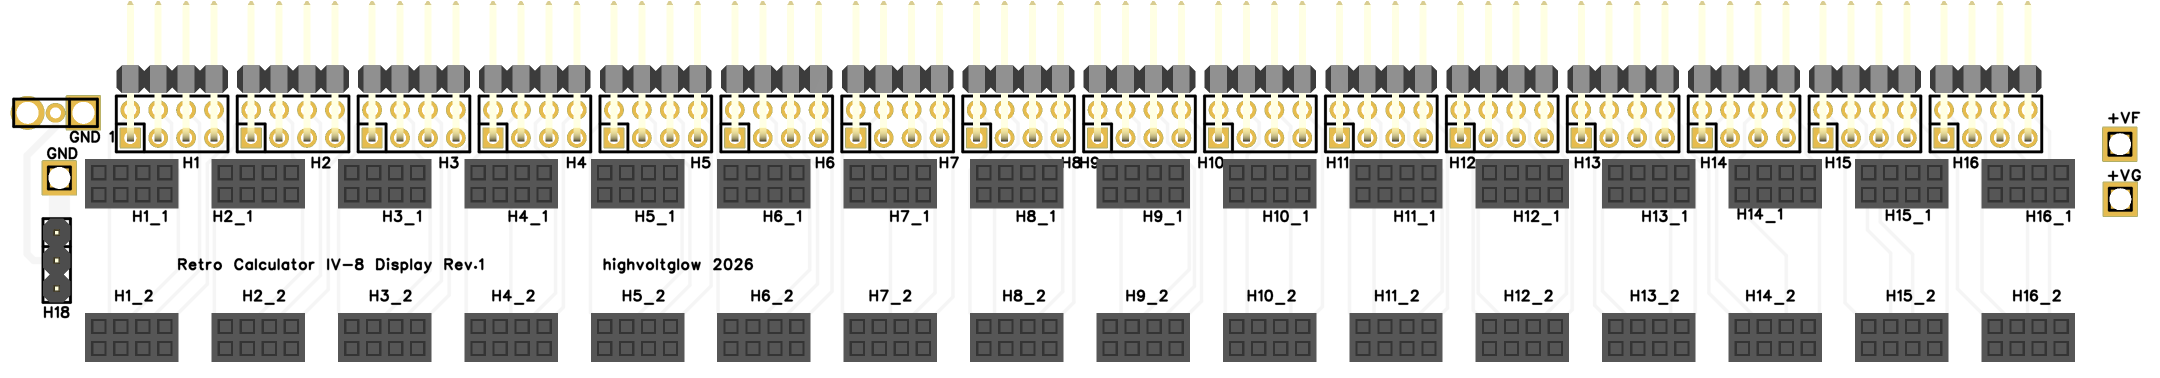 +VF
GND 1
GND
H1 H2 H3 H4 H5 H6 H7 H8 H9 H10 H11 H12 H13 H14 H15 H16
+VG
H1_1 H2_1 H3_1 H4_1 H5_1 H6_1 H7_1 H8_1 H9_1 H10_1 H11_1 H12_1 H13_1 H14_1 H15_1 H16_1
Retro Calculator IV-8 Display Rev.1
highvoltglow 2026
H1_2 H2_2 H3_2 H4_2 H5_2 H6_2 H7_2 H8_2 H9_2 H10_2 H11_2 H12_2 H13_2 H14_2 H15_2 H16_2
H18